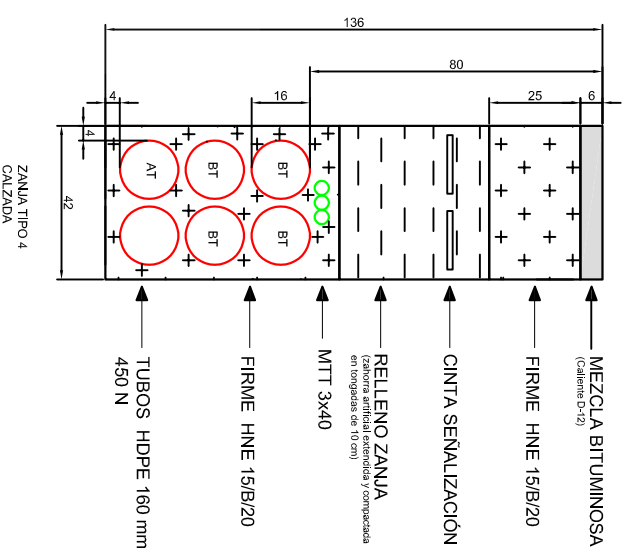 136
80
4
16
25
6
4
42
AT
BT
BT
BT
BT
ZANJA TIPO 4
CALZADA
MEZCLA BITUMINOSA
(Caliente D-12)
FIRME HNE 15/B/20
CINTA SEÑALIZACIÓN
RELLENO ZANJA
(zahorra artificial extendida y compactada
en tongadas de 10 cm)
MTT 3x40
FIRME HNE 15/B/20
TUBOS HDPE 160 mm
450 N